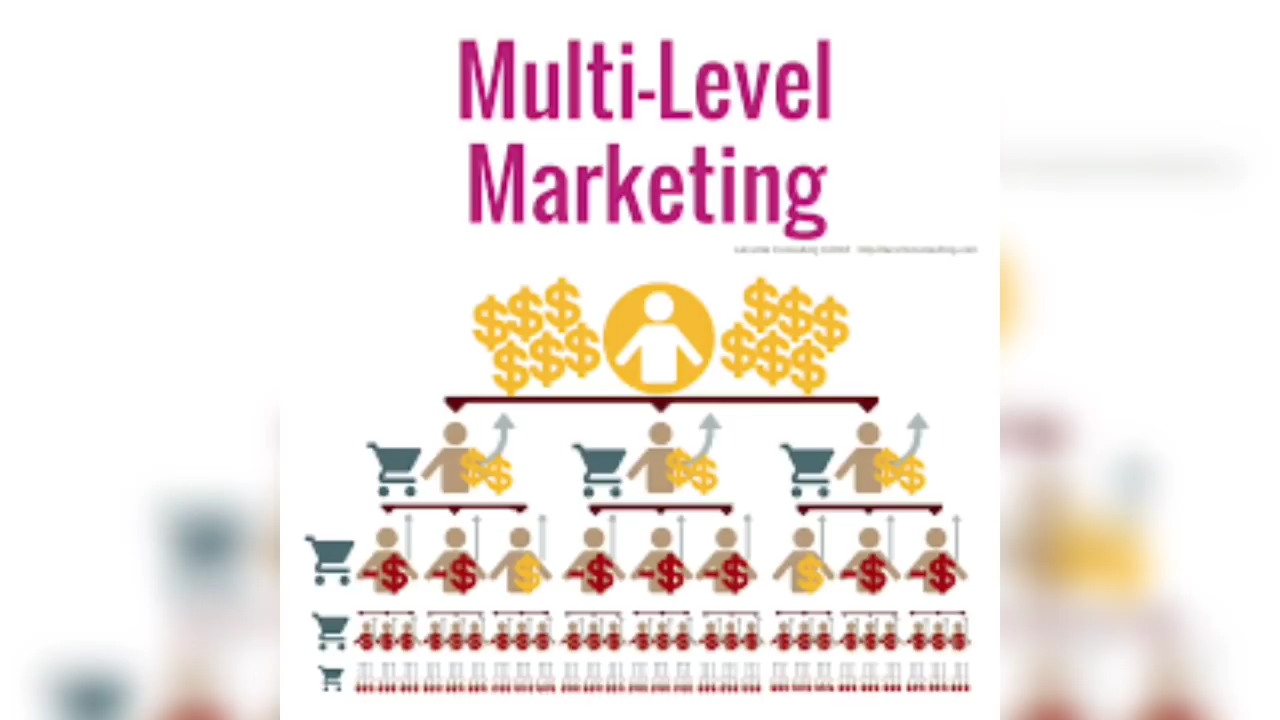 Multi-Level
Marketing
$ $ $ $ $ $ $ $ $ $ $ $
$ $ $ $ $ $
-$ -$ $ -$ -$ -$ $ -$ -$